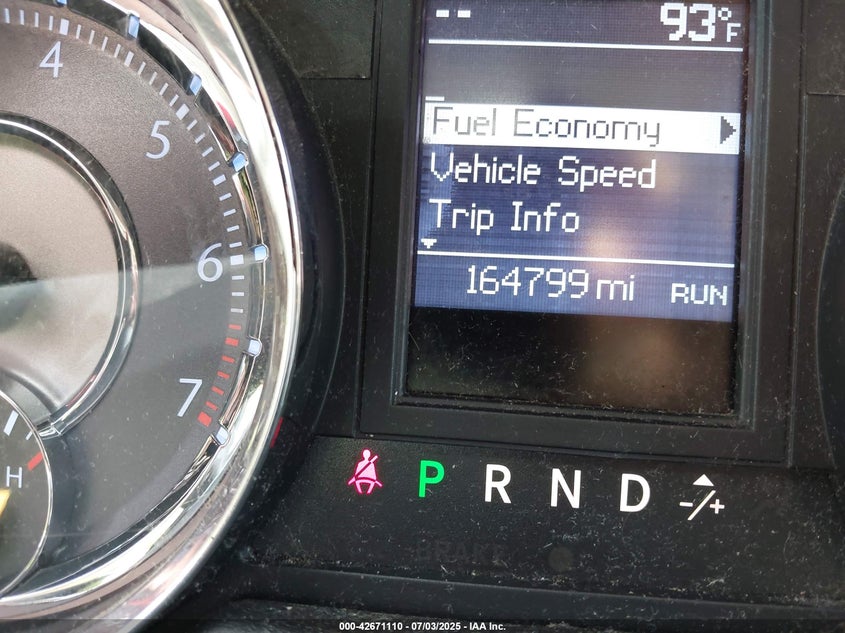 -- 93°F
4
5
6
7
H
Fuel Economy
Vehicle Speed
Trip Info
164799 mi RUN
P R N D -/+
BRAKE
000-42671110 - 07/03/2025 - IAA Inc.